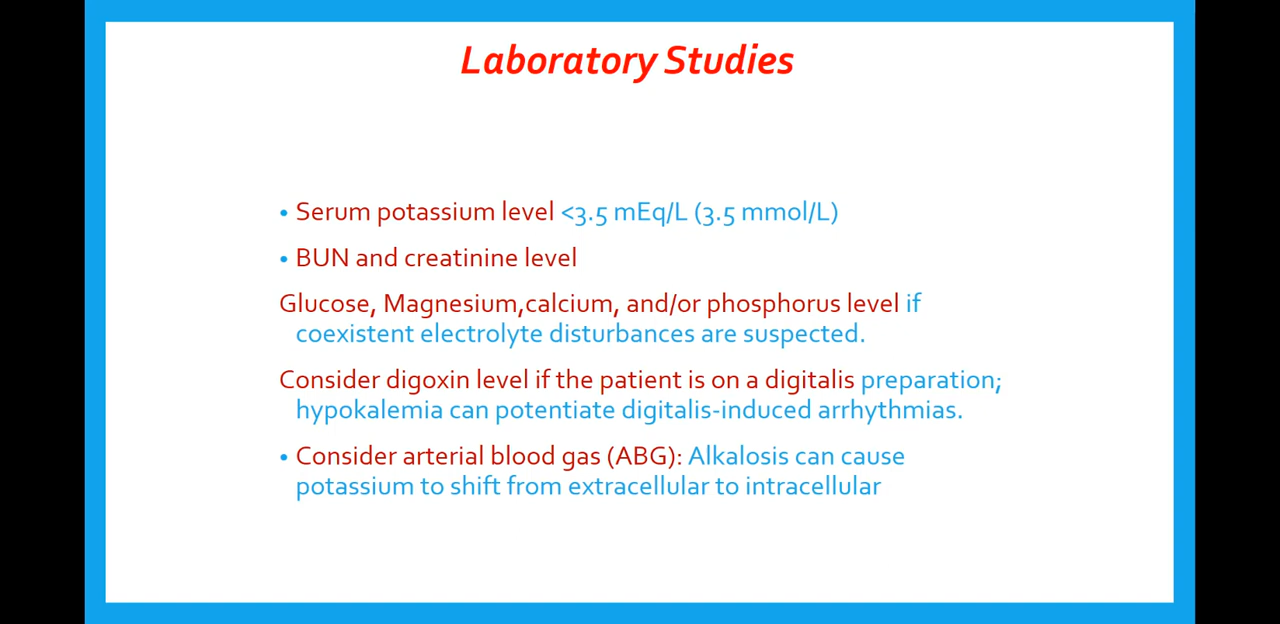 Laboratory Studies
• Serum potassium level <3.5 mEq/L (3.5 mmol/L)
• BUN and creatinine level
Glucose, Magnesium,calcium, and/or phosphorus level if
coexistent electrolyte disturbances are suspected.
Consider digoxin level if the patient is on a digitalis preparation;
hypokalemia can potentiate digitalis-induced arrhythmias.
• Consider arterial blood gas (ABG): Alkalosis can cause
potassium to shift from extracellular to intracellular